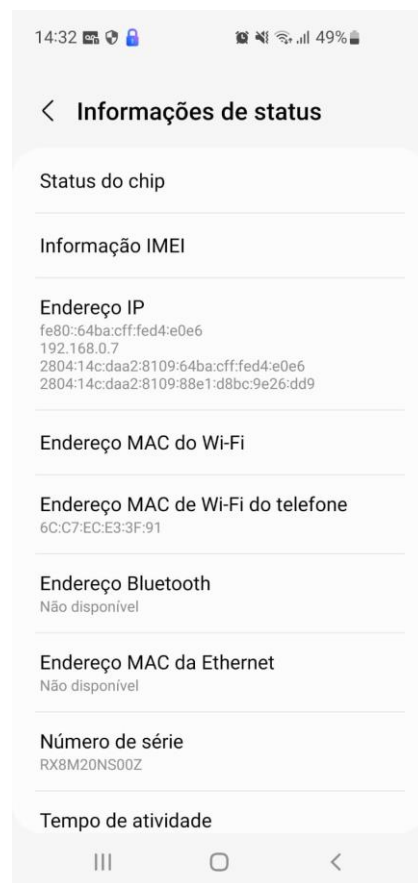 14:32 49%
Informações de status
Status do chip
Informação IMEI
Endereço IP
fe80::64ba:cff:fed4:e0e6
192.168.0.7
2804:14c:daa2:8109:64ba:cff:fed4:e0e6
2804:14c:daa2:8109:88e1:d8bc:9e26:dd9
Endereço MAC do Wi-Fi
Endereço MAC de Wi-Fi do telefone
6C:C7:EC:E3:3F:91
Endereço Bluetooth
Não disponível
Endereço MAC da Ethernet
Não disponível
Número de série
RX8M20NS00Z
Tempo de atividade